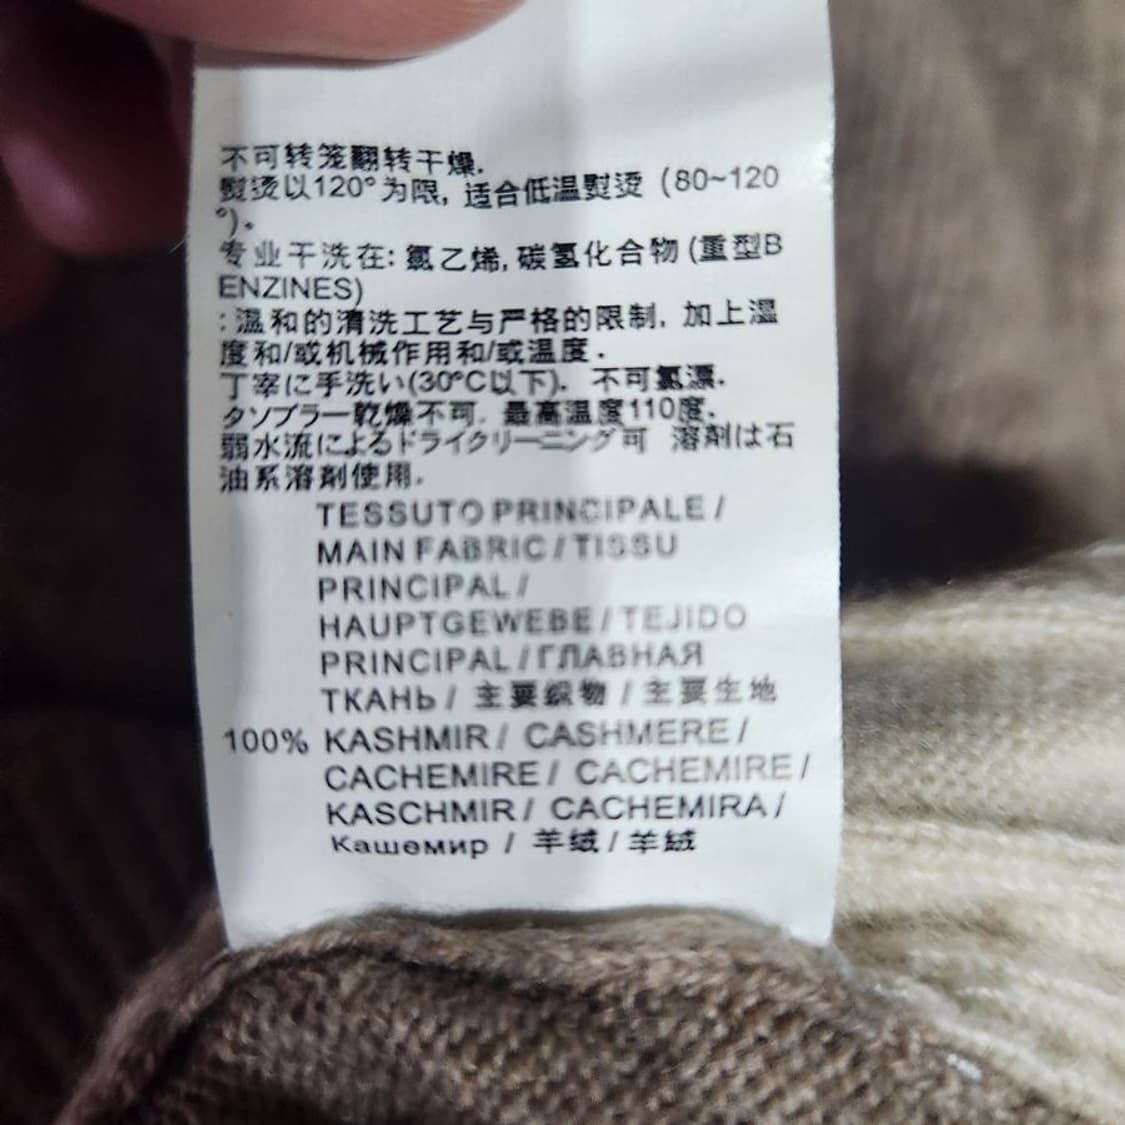 不可转笼翻转干燥.
熨烫以120°为限, 适合低温熨烫 (80~120
°)。
专业干洗在: 氯乙烯, 碳氢化合物 (重型B
ENZINES)
: 温和的清洗工艺与严格的限制, 加上温
度和/或机械作用和/或温度.
丁寧に手洗い(30°C以下). 不可氯漂.
タソブラー乾燥不可. 最高温度110度.
弱水流によるドライクリーニング可 溶剤は石
油系溶剤使用.
TESSUTO PRINCIPALE /
MAIN FABRIC / TISSU
PRINCIPAL /
HAUPTGEWEBE / TEJIDO
PRINCIPAL / ГЛАВНАЯ
ТКАНЬ / 主要织物 / 主要生地
100% KASHMIR / CASHMERE /
CACHEMIRE / CACHEMIRE /
KASCHMIR / CACHEMIRA /
Кашемир / 羊绒 / 羊絨